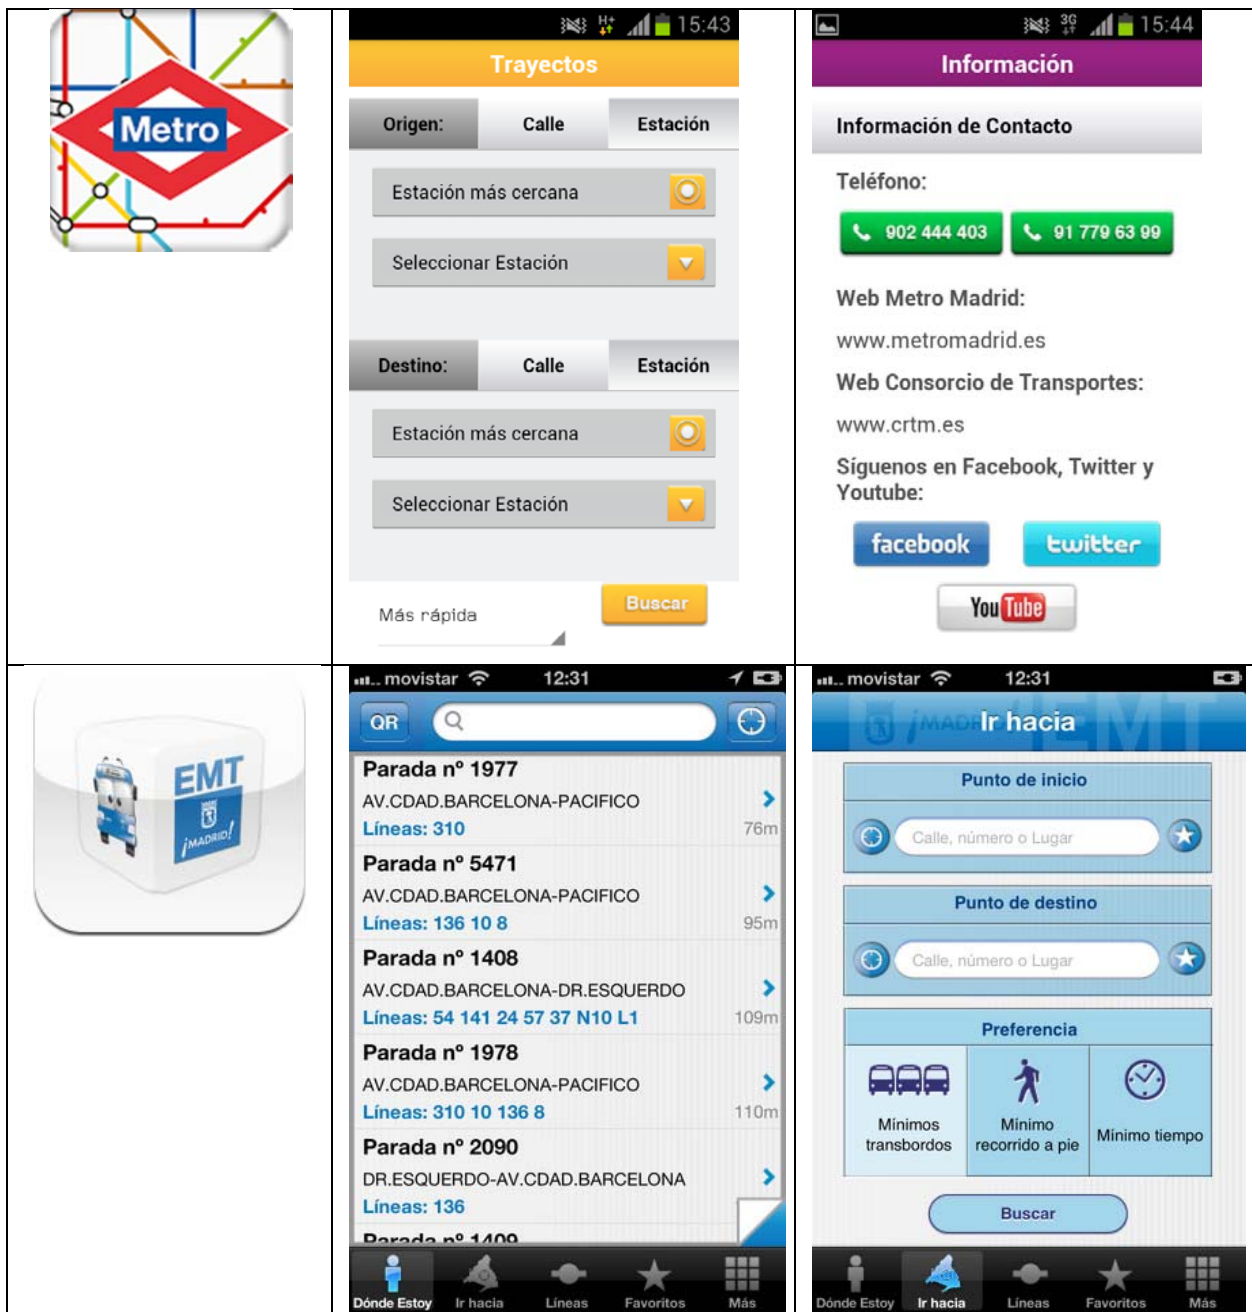 Metro
H+ 15:43
Trayectos
Origen: Calle Estación
Estación más cercana
Seleccionar Estación
Destino: Calle Estación
Estación más cercana
Seleccionar Estación
Más rápida
Buscar
3G 15:44
Información
Información de Contacto
Teléfono:
902 444 403 91 779 63 99
Web Metro Madrid:
www.metromadrid.es
Web Consorcio de Transportes:
www.crtm.es
Síguenos en Facebook, Twitter y
Youtube:
facebook twitter
YouTube
EMT
¡MADRID!
movistar 12:31
QR
Parada nº 1977
AV.CDAD.BARCELONA-PACIFICO
Líneas: 310 76m
Parada nº 5471
AV.CDAD.BARCELONA-PACIFICO
Líneas: 136 10 8 95m
Parada nº 1408
AV.CDAD.BARCELONA-DR.ESQUERDO
Líneas: 54 141 24 57 37 N10 L1 109m
Parada nº 1978
AV.CDAD.BARCELONA-PACIFICO
Líneas: 310 10 136 8 110m
Parada nº 2090
DR.ESQUERDO-AV.CDAD.BARCELONA
Líneas: 136
Parada nº 1409
Dónde Estoy Ir hacia Líneas Favoritos Más
movistar 12:31
¡MADRID! EMT
Ir hacia
Punto de inicio
Calle, número o Lugar
Punto de destino
Calle, número o Lugar
Preferencia
Mínimos
transbordos
Mínimo
recorrido a pie
Mínimo tiempo
Buscar
Dónde Estoy Ir hacia Líneas Favoritos Más